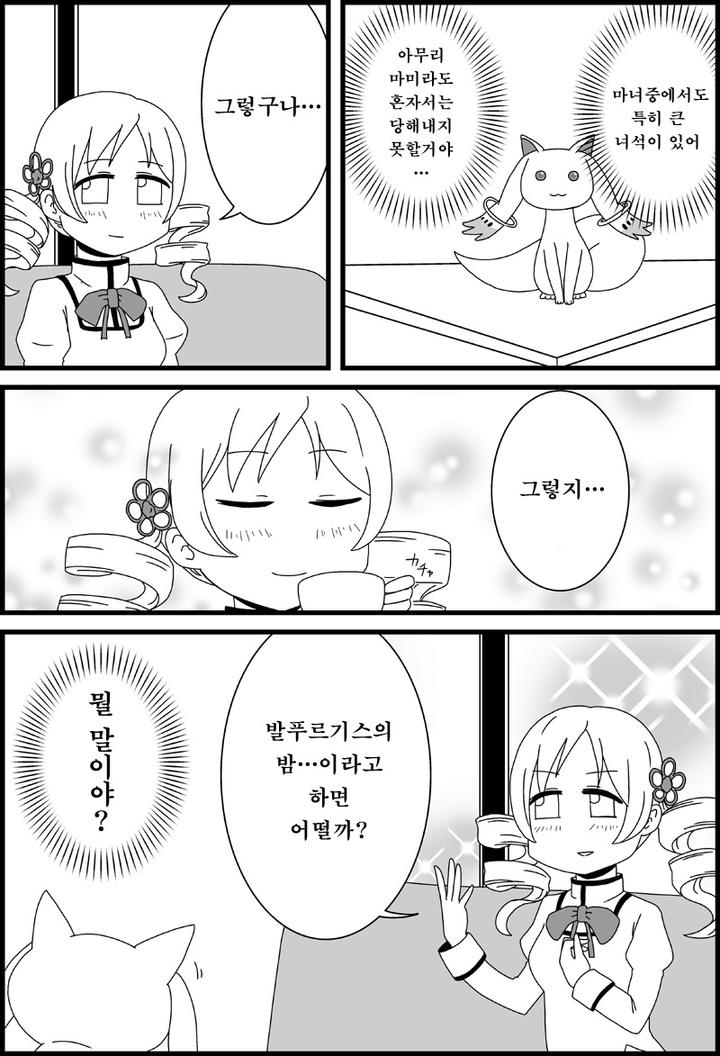 마녀중에서도
특히 큰
녀석이 있어
아무리
마미라도
혼자서는
당해내지
못할거야
…
그렇구나…
그렇지…
カチャ
발푸르기스의
밤…이라고
하면
어떨까?
뭘
말이야?